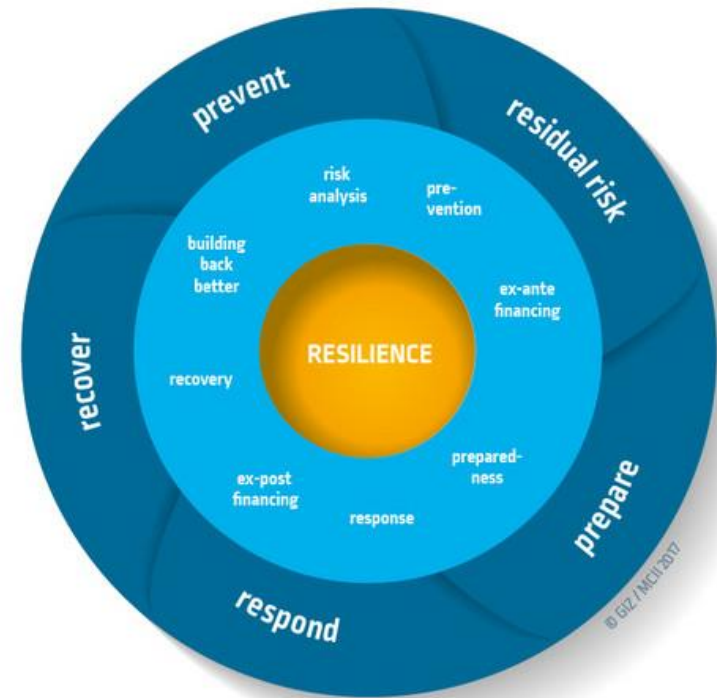 prevent
residual risk
prepare
respond
recover
risk
analysis
pre-
vention
ex-ante
financing
prepared-
ness
response
ex-post
financing
recovery
building
back
better
RESILIENCE
© GIZ / MCII 2017